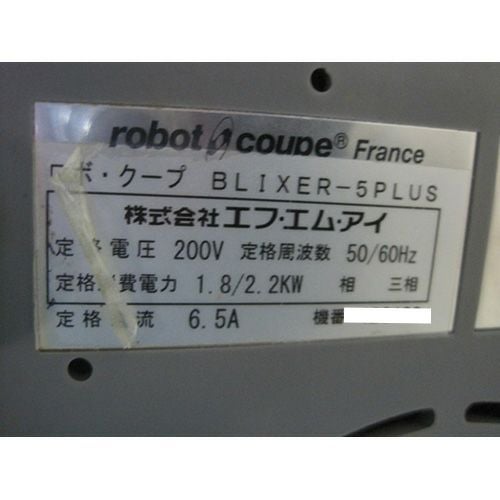 robot coupe® France
ボ・クープ BLIXER-5PLUS
株式会社エフ・エム・アイ
定格電圧 200V 定格周波数 50/60Hz
定格 費電力 1.8/2.2KW 相 三相
定格 流 6.5A 機番